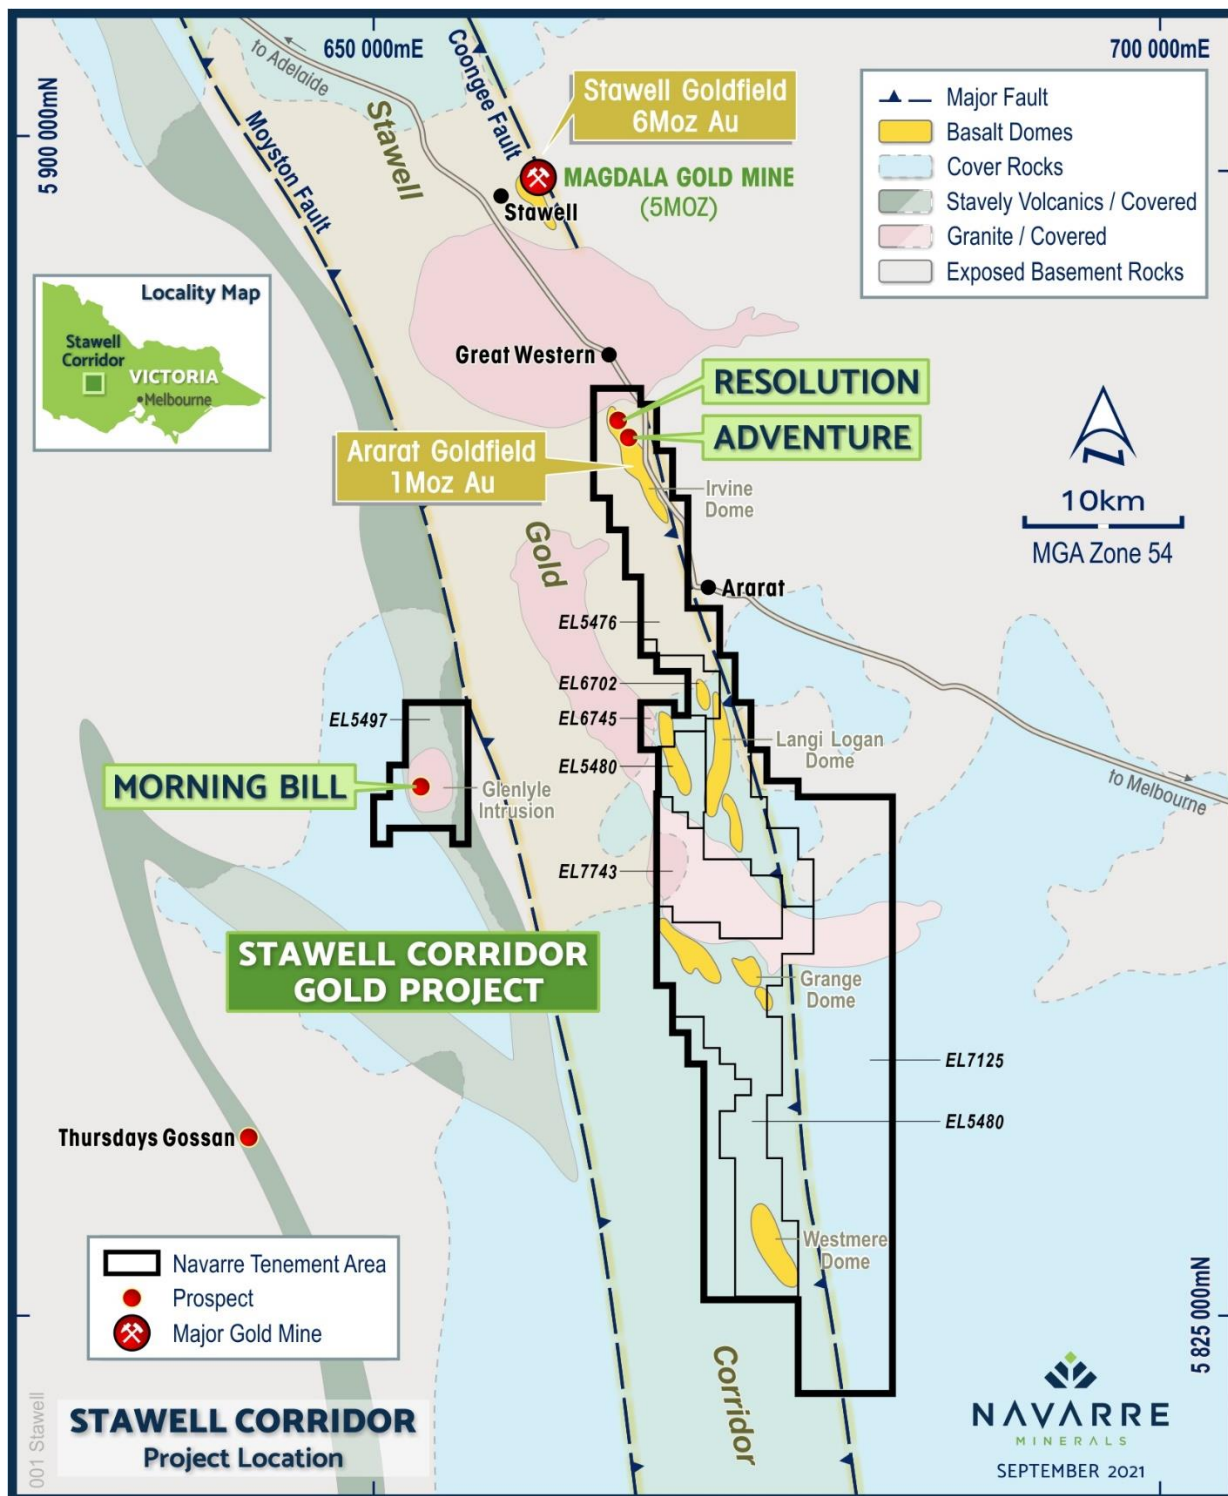 650 000mE
700 000mE
5 900 000mN
5 825 000mN
to Adelaide
Coongee Fault
Moyston Fault
Stawell
Gold
Corridor
Stawell Goldfield
6Moz Au
MAGDALA GOLD MINE
(5MOZ)
Stawell
Major Fault
Basalt Domes
Cover Rocks
Stavely Volcanics / Covered
Granite / Covered
Exposed Basement Rocks
Locality Map
Stawell
Corridor
VICTORIA
Melbourne
Great Western
RESOLUTION
ADVENTURE
Ararat Goldfield
1Moz Au
Irvine
Dome
10km
MGA Zone 54
Ararat
EL5476
EL6702
EL6745
EL5497
EL5480
Langi Logan
Dome
to Melbourne
MORNING BILL
Glenlyle
Intrusion
EL7743
STAWELL CORRIDOR
GOLD PROJECT
Grange
Dome
EL7125
EL5480
Thursdays Gossan
Westmere
Dome
Navarre Tenement Area
Prospect
Major Gold Mine
001 Stawell
STAWELL CORRIDOR
Project Location
NAVARRE
MINERALS
SEPTEMBER 2021